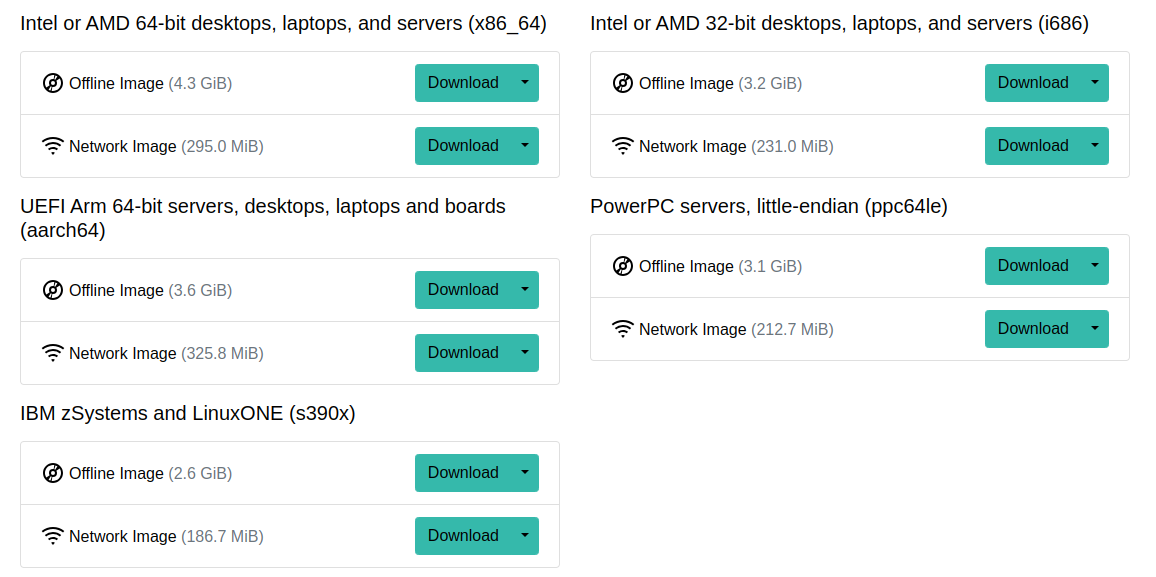 Intel or AMD 64-bit desktops, laptops, and servers (x86_64)
Offline Image (4.3 GiB)
Download
Network Image (295.0 MiB)
Download
Intel or AMD 32-bit desktops, laptops, and servers (i686)
Offline Image (3.2 GiB)
Download
Network Image (231.0 MiB)
Download
UEFI Arm 64-bit servers, desktops, laptops and boards
(aarch64)
Offline Image (3.6 GiB)
Download
Network Image (325.8 MiB)
Download
PowerPC servers, little-endian (ppc64le)
Offline Image (3.1 GiB)
Download
Network Image (212.7 MiB)
Download
IBM zSystems and LinuxONE (s390x)
Offline Image (2.6 GiB)
Download
Network Image (186.7 MiB)
Download